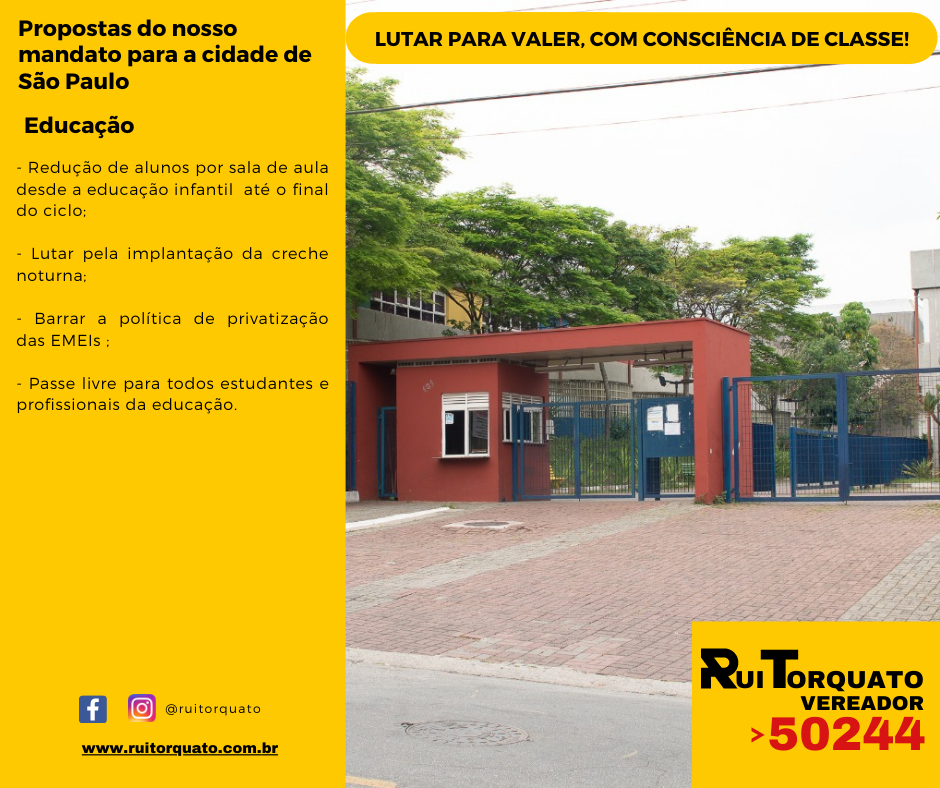 Propostas do nosso
mandato para a cidade de
São Paulo
Educação
- Redução de alunos por sala de aula
desde a educação infantil até o final
do ciclo;
- Lutar pela implantação da creche
noturna;
- Barrar a política de privatização
das EMEIs ;
- Passe livre para todos estudantes e
profissionais da educação.
@ruitorquato
www.ruitorquato.com.br
LUTAR PARA VALER, COM CONSCIÊNCIA DE CLASSE!
RUI TORQUATO
VEREADOR
>50244